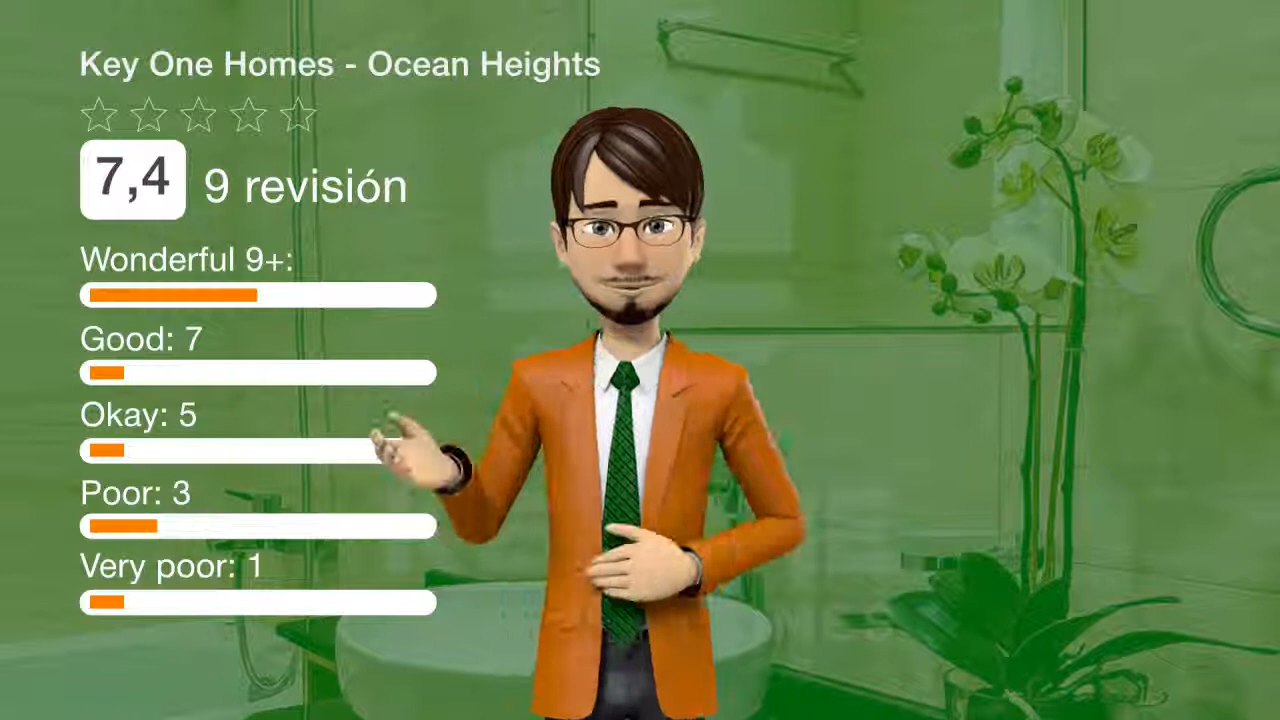 Key One Homes - Ocean Heights
7,4 9 revisión
Wonderful 9+:
Good: 7
Okay: 5
Poor: 3
Very poor: 1